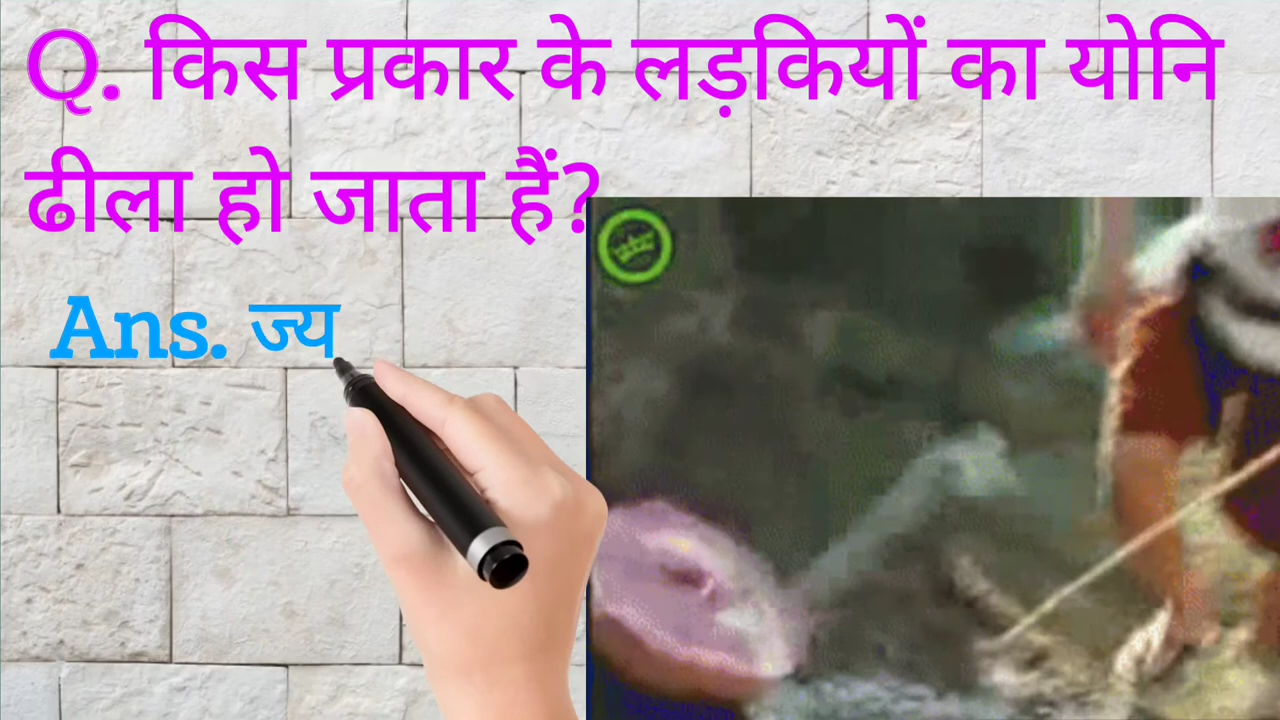 Q. किस प्रकार के लड़कियों का योनि
ढीला हो जाता हैं?
Ans. ज्य